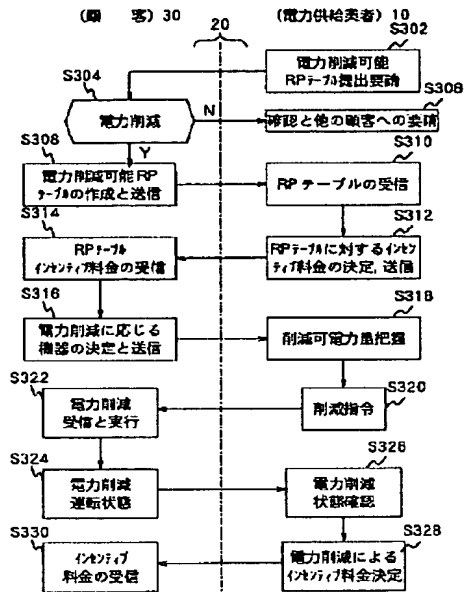 (顧 客) 30
20
(電力供給業者) 10
S302
電力削減可能
RPテーブル提出要請
S304
電力削減
N
S308
確認と他の顧客への要請
Y
S306
電力削減可能 RP
テーブルの作成と送信
S310
RP テーブルの受信
S314
RPテーブル
インセンティブ料金の受信
S312
RPテーブルに対するインセン
ティブ料金の決定,送信
S316
電力削減に応じる
機器の決定と送信
S318
削減可電力量把握
S322
電力削減
受信と実行
S320
削減指令
S324
電力削減
運転状態
S326
電力削減
状態確認
S330
インセンティブ
料金の受信
S328
電力削減による
インセンティブ料金決定